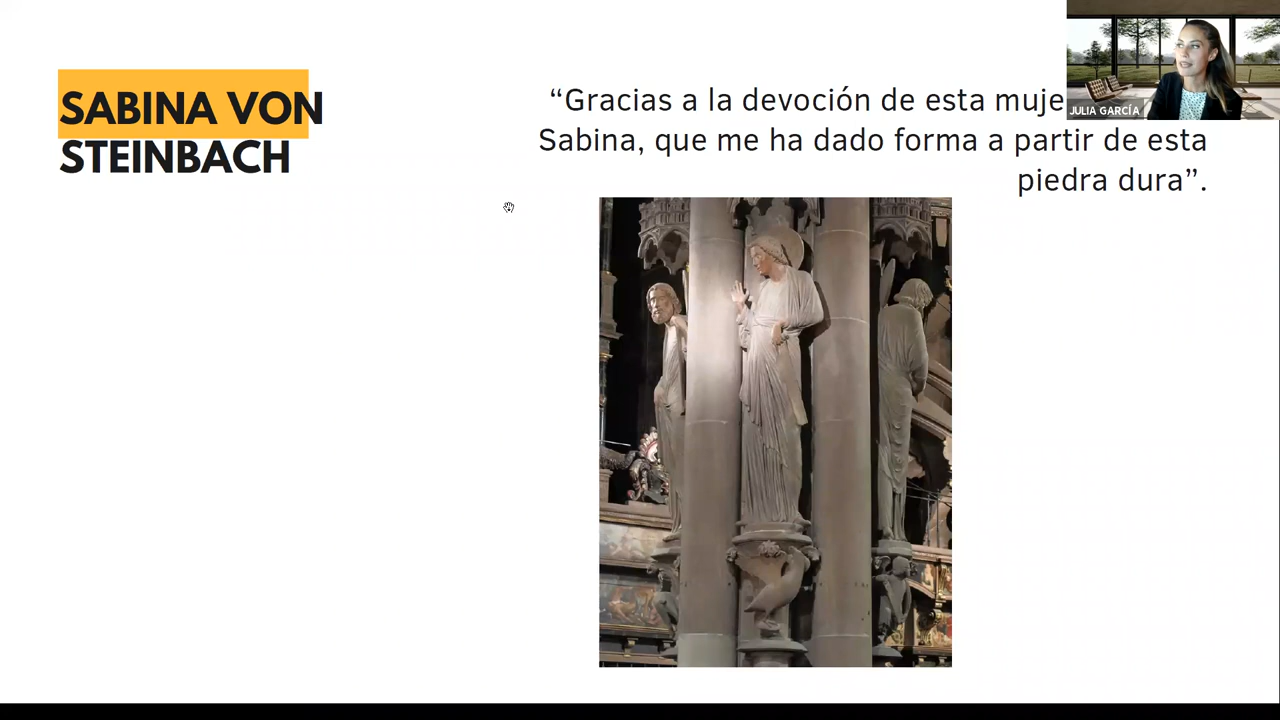 SABINA VON
STEINBACH
“Gracias a la devoción de esta
Sabina, que me ha dado forma a partir de esta
piedra dura”.
JULIA GARCÍA